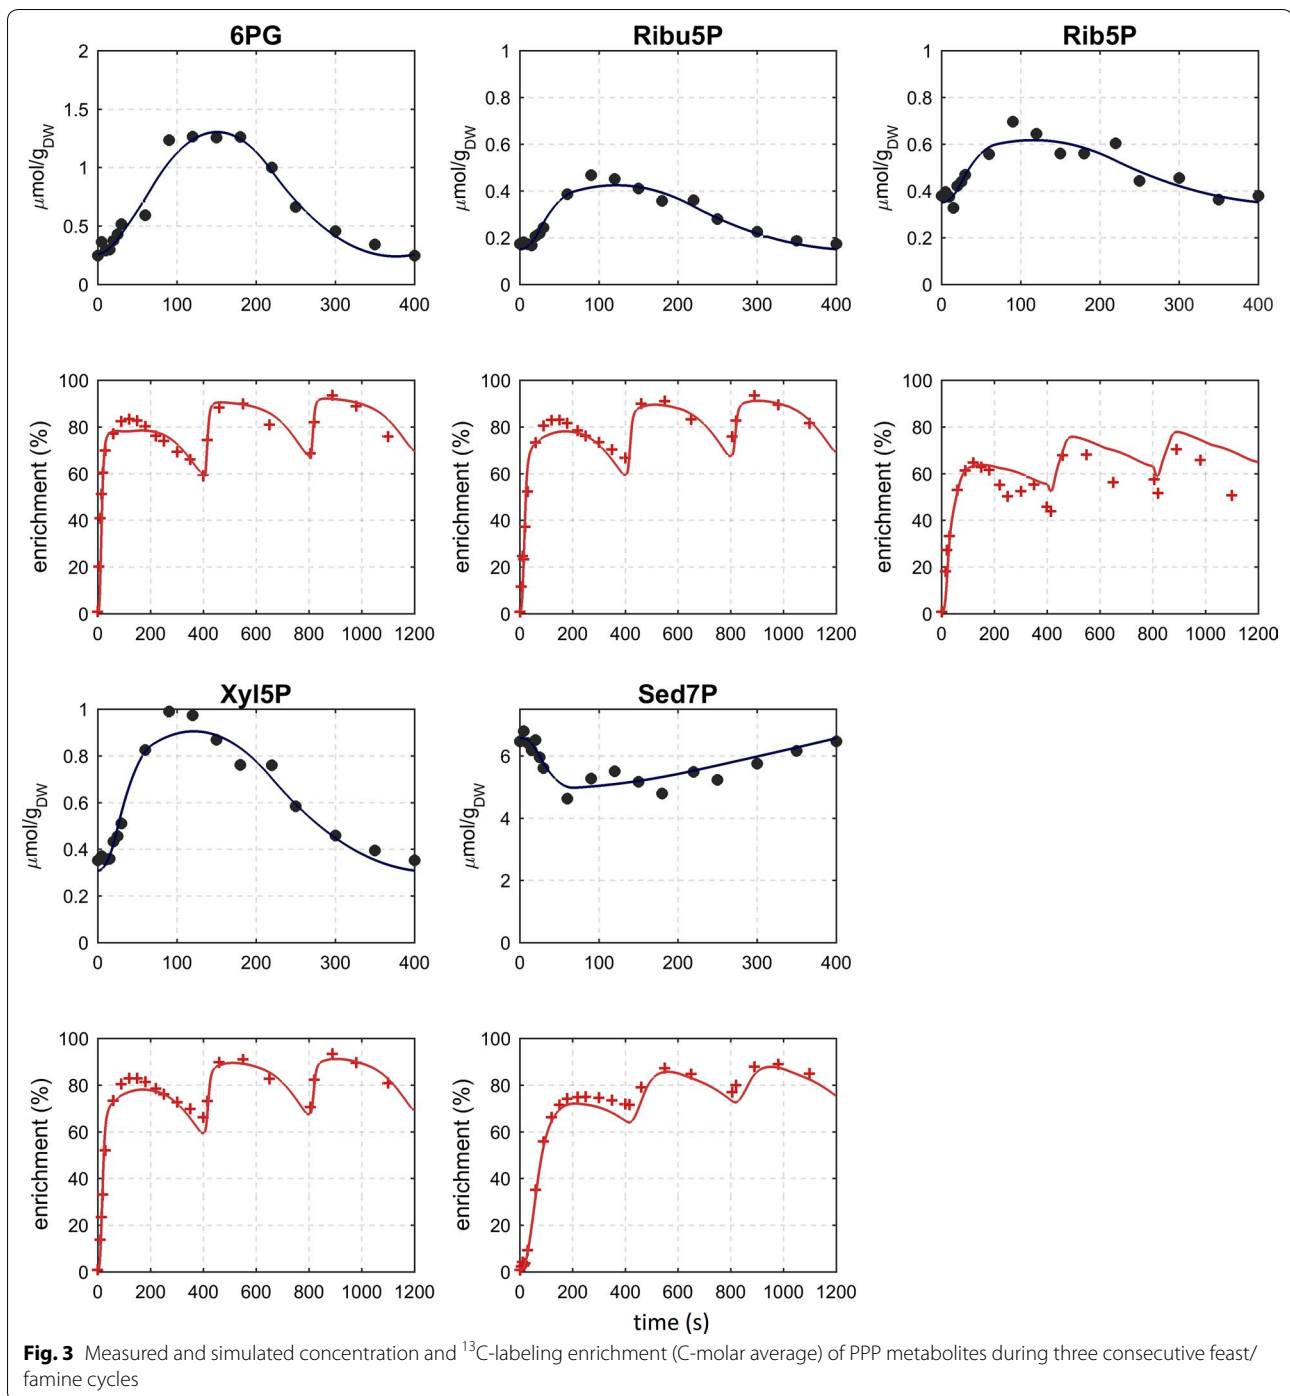 6PG
Ribu5P
Rib5P
2
1.5
1
0.5
0
μmol/gDW
0 100 200 300 400
1
0.8
0.6
0.4
0.2
0
μmol/gDW
0 100 200 300 400
1
0.8
0.6
0.4
0.2
0
μmol/gDW
0 100 200 300 400
100
80
60
40
20
0
enrichment (%)
0 200 400 600 800 1000 1200
100
80
60
40
20
0
enrichment (%)
0 200 400 600 800 1000 1200
100
80
60
40
20
0
enrichment (%)
0 200 400 600 800 1000 1200
Xyl5P
Sed7P
1
0.8
0.6
0.4
0.2
0
μmol/gDW
0 100 200 300 400
6
4
2
0
μmol/gDW
0 100 200 300 400
100
80
60
40
20
0
enrichment (%)
0 200 400 600 800 1000 1200
100
80
60
40
20
0
enrichment (%)
0 200 400 600 800 1000 1200
time (s)
Fig. 3 Measured and simulated concentration and 13C-labeling enrichment (C-molar average) of PPP metabolites during three consecutive feast/
famine cycles